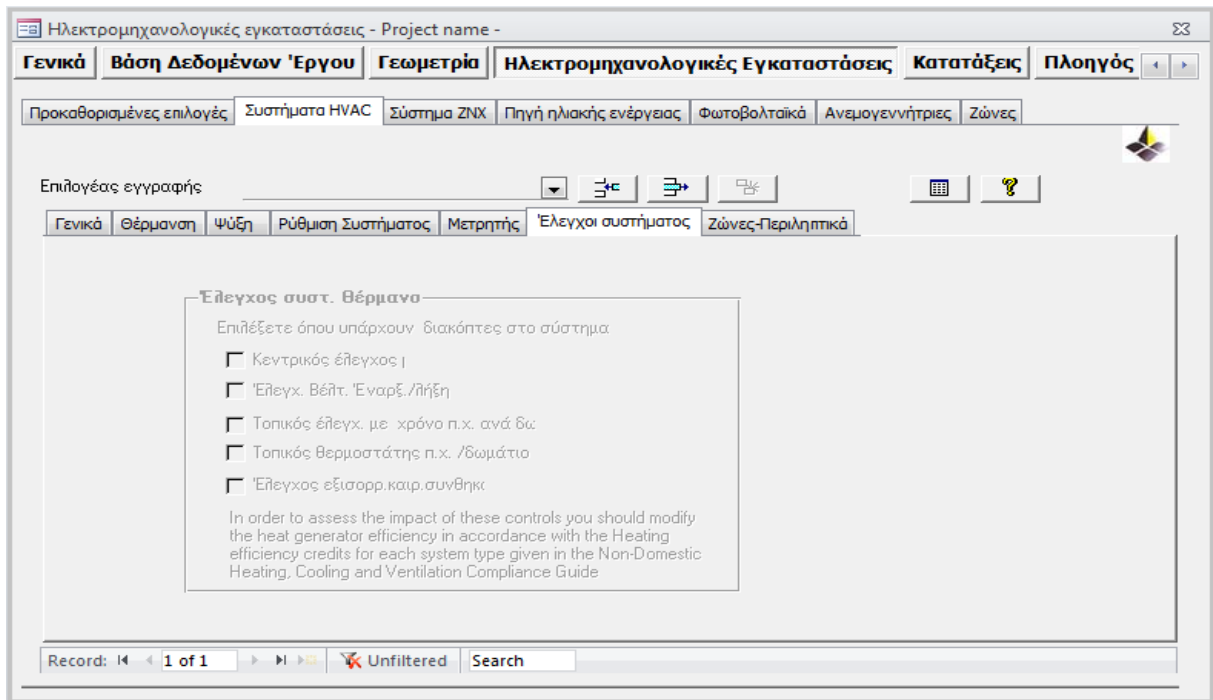 Ηλεκτρομηχανολογικές εγκαταστάσεις - Project name -
Γενικά Βάση Δεδομένων 'Εργου Γεωμετρία Ηλεκτρομηχανολογικές Εγκαταστάσεις Κατατάξεις Πλοηγός
Προκαθορισμένες επιλογές Συστήματα HVAC Σύστημα ΖΝΧ Πηγή ηλιακής ενέργειας Φωτοβολταϊκά Ανεμογεννήτριες Ζώνες
Επιλογέας εγγραφής
Γενικά Θέρμανση Ψύξη Ρύθμιση Συστήματος Μετρητής 'Ελεγχοι συστήματος Ζώνες-Περιληπτικά
Έλεγχος συστ. θέρμανσ
Επιλέξετε όπου υπάρχουν διακόπτες στο σύστημα
Κεντρικός έλεγχος μ
'Ελεγχ. Βέλτ. 'Εναρξ./λήξη
Τοπικός έλεγχ. με χρόνο π.χ. ανά δω
Τοπικός θερμοστάτης π.χ. /δωμάτιο
'Ελεγχος εξισορρ.καιρ.συνθηκ
In order to assess the impact of these controls you should modify
the heat generator efficiency in accordance with the Heating
efficiency credits for each system type given in the Non-Domestic
Heating, Cooling and Ventilation Compliance Guide
Record: 1 of 1 Unfiltered Search